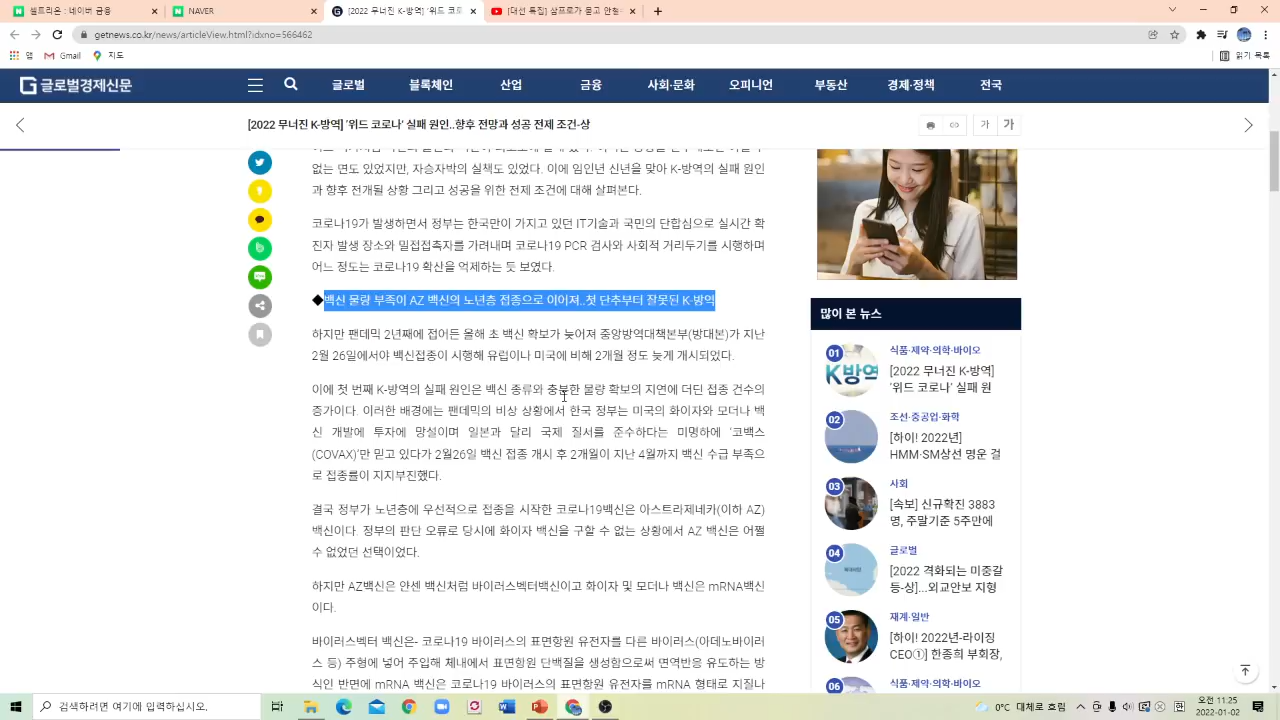 셀트리온 : 네이버 금융
NAVER
[2022 무너진 K-방역] '위드 코로
[대선 특집] 삼프로가 묻고 안철수
getnews.co.kr/news/articleView.html?idxno=566462
앱
Gmail
지도
읽기 목록
글로벌경제신문
글로벌
블록체인
산업
금융
사회·문화
오피니언
부동산
경제·정책
전국
[2022 무너진 K-방역] '위드 코로나' 실패 원인..향후 전망과 성공 전제 조건-상
가
가
없는 면도 있었지만, 자승자박의 실책도 있었다. 이에 임인년 신년을 맞아 K-방역의 실패 원인
과 향후 전개될 상황 그리고 성공을 위한 전제 조건에 대해 살펴본다.
코로나19가 발생하면서 정부는 한국만이 가지고 있던 IT기술과 국민의 단합심으로 실시간 확
진자 발생 장소와 밀접접촉자를 가려내며 코로나19 PCR 검사와 사회적 거리두기를 시행하며
어느 정도는 코로나19 확산을 억제하는 듯 보였다.
◆백신 물량 부족이 AZ 백신의 노년층 접종으로 이이져..첫 단추부터 잘못된 K-방역
하지만 팬데믹 2년째에 접어든 올해 초 백신 확보가 늦어져 중앙방역대책본부(방대본)가 지난
2월 26일에서야 백신접종이 시행해 유럽이나 미국에 비해 2개월 정도 늦게 개시되었다.
이에 첫 번째 K-방역의 실패 원인은 백신 종류와 충분한 물량 확보의 지연에 더딘 접종 건수의
증가이다. 이러한 배경에는 팬데믹의 비상 상황에서 한국 정부는 미국의 화이자와 모더나 백
신 개발에 투자에 망설이며 일본과 달리 국제 질서를 준수하다는 미명하에 '코백스
(COVAX)'만 믿고 있다가 2월26일 백신 접종 개시 후 2개월이 지난 4월까지 백신 수급 부족으
로 접종률이 지지부진했다.
결국 정부가 노년층에 우선적으로 접종을 시작한 코로나19백신은 아스트라제네카(이하 AZ)
백신이다. 정부의 판단 오류로 당시에 화이자 백신을 구할 수 없는 상황에서 AZ 백신은 어쩔
수 없었던 선택이었다.
하지만 AZ백신은 얀센 백신처럼 바이러스벡터백신이고 화이자 및 모더나 백신은 mRNA백신
이다.
바이러스벡터 백신은- 코로나19 바이러스의 표면항원 유전자를 다른 바이러스(아데노바이러
스 등) 주형에 넣어 주입해 체내에서 표면항원 단백질을 생성함으로써 면역반응 유도하는 방
식인 반면에 mRNA 백신은 코로나19 바이러스의 표면항원 유전자를 mRNA 형태로 지질나
많이 본 뉴스
01
K방역
식품·제약·의학·바이오
[2022 무너진 K-방역]
'위드 코로나' 실패 원
02
조선·중공업·화학
[하이! 2022년]
HMM·SM상선 명운 걸
03
사회
[속보] 신규확진 3883
명, 주말기준 5주만에
04
글로벌
[2022 격화되는 미중갈
등-상]...외교안보 지형
05
재계·일반
[하이! 2022년-라이징
CEO①] 한종희 부회장,
06
식품·제약·의학·바이오
검색하려면 여기에 입력하십시오.
0°C 대체로 흐림
오전 11:25
2022-01-02